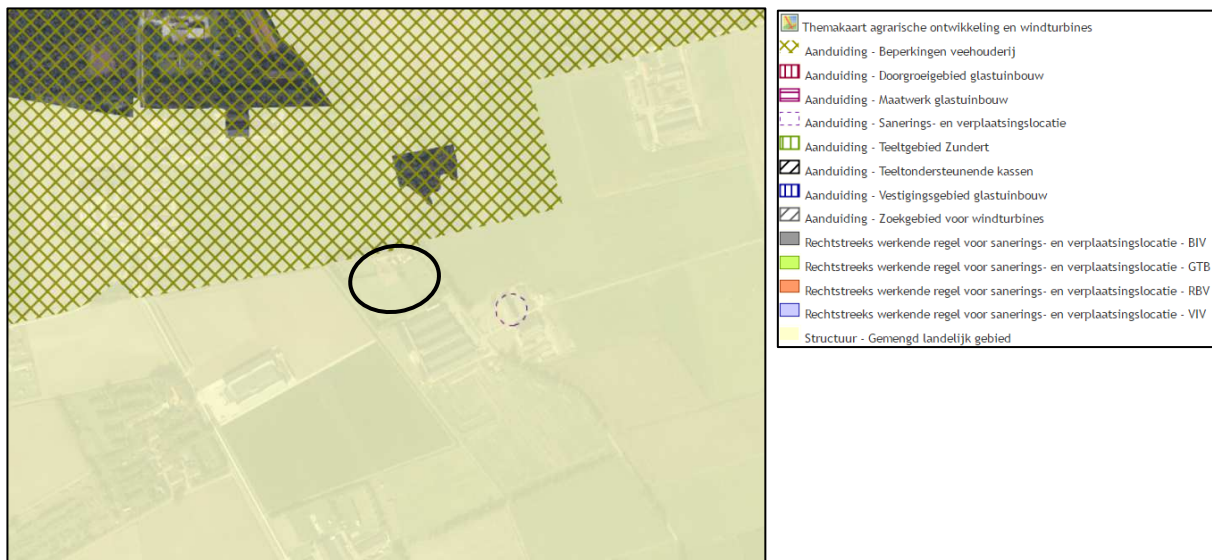 Themakaart agrarische ontwikkeling en windturbines
Aanduiding - Beperkingen veehouderij
Aanduiding - Doorgroeigebied glastuinbouw
Aanduiding - Maatwerk glastuinbouw
Aanduiding - Sanerings- en verplaatsingslocatie
Aanduiding - Teeltgebied Zundert
Aanduiding - Teeltondersteunende kassen
Aanduiding - Vestigingsgebied glastuinbouw
Aanduiding - Zoekgebied voor windturbines
Rechtstreeks werkende regel voor sanerings- en verplaatsingslocatie - BIV
Rechtstreeks werkende regel voor sanerings- en verplaatsingslocatie - GTB
Rechtstreeks werkende regel voor sanerings- en verplaatsingslocatie - RBV
Rechtstreeks werkende regel voor sanerings- en verplaatsingslocatie - VIV
Structuur - Gemengd landelijk gebied